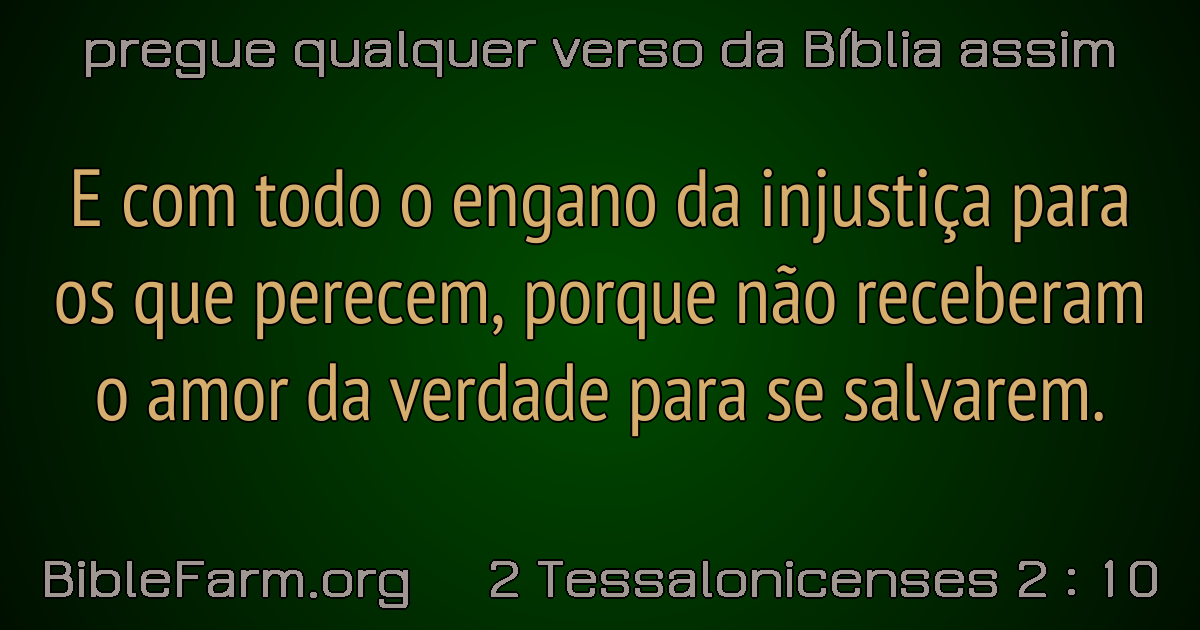 pregue qualquer verso da Bíblia assim
E com todo o engano da injustiça para
os que perecem, porque não receberam
o amor da verdade para se salvarem.
BibleFarm.org 2 Tessalonicenses 2 : 10